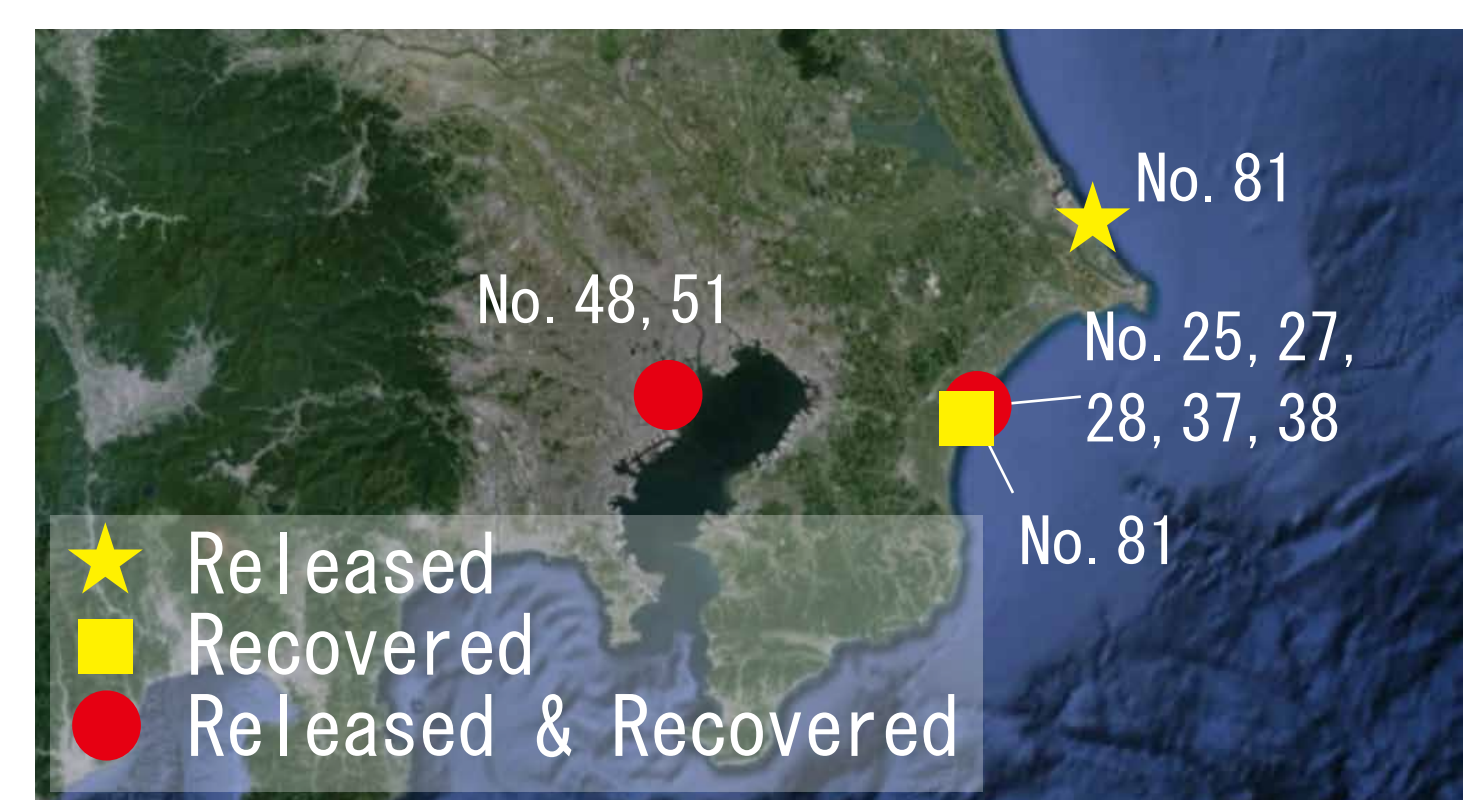 No. 81
No. 48, 51
No. 25, 27,
28, 37, 38
No. 81
Released
Recovered
Released & Recovered